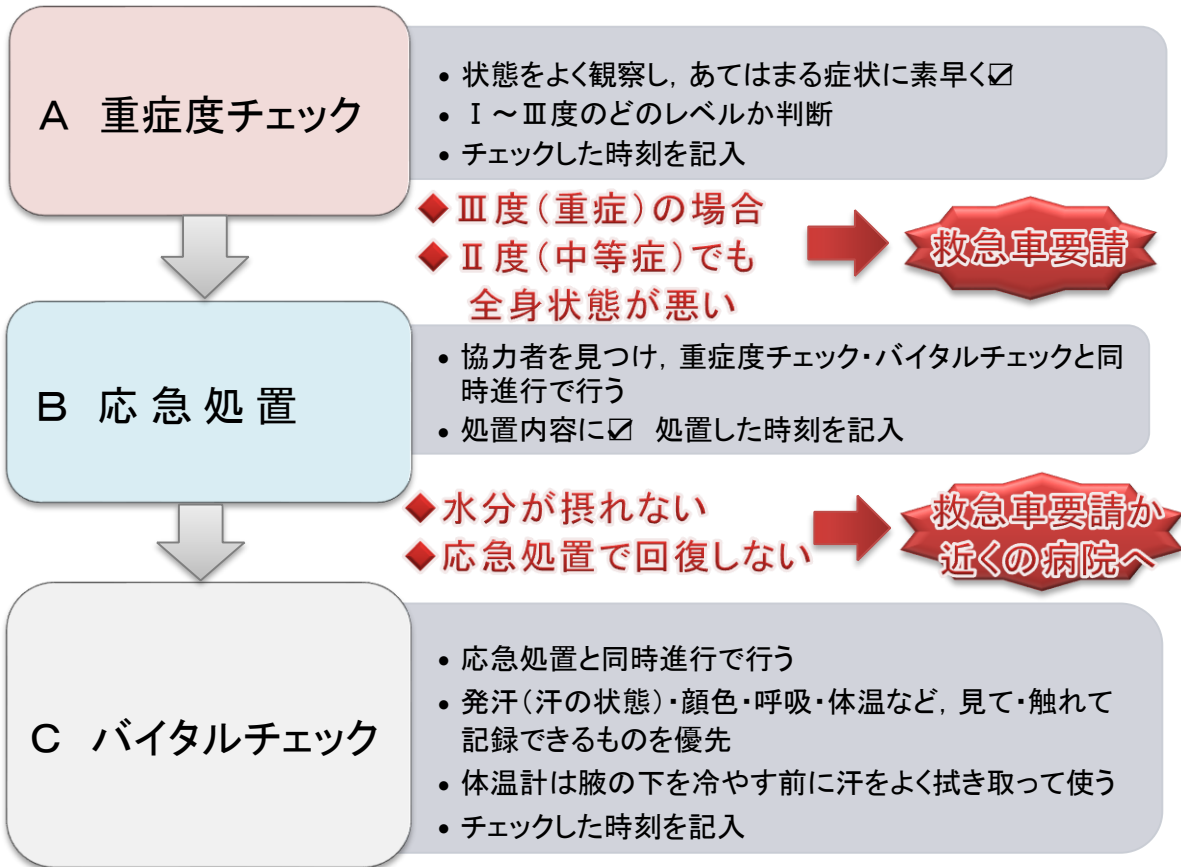 A 重症度チェック
• 状態をよく観察し，あてはまる症状に素早く☑
• Ⅰ～Ⅲ度のどのレベルか判断
• チェックした時刻を記入
◆Ⅲ度（重症）の場合
◆Ⅱ度（中等症）でも
全身状態が悪い
救急車要請
B 応急処置
• 協力者を見つけ，重症度チェック・バイタルチェックと同
時進行で行う
• 処置内容に☑ 処置した時刻を記入
◆水分が摂れない
◆応急処置で回復しない
救急車要請か
近くの病院へ
C バイタルチェック
• 応急処置と同時進行で行う
• 発汗（汗の状態）・顔色・呼吸・体温など，見て・触れて
記録できるものを優先
• 体温計は腋の下を冷やす前に汗をよく拭き取って使う
• チェックした時刻を記入